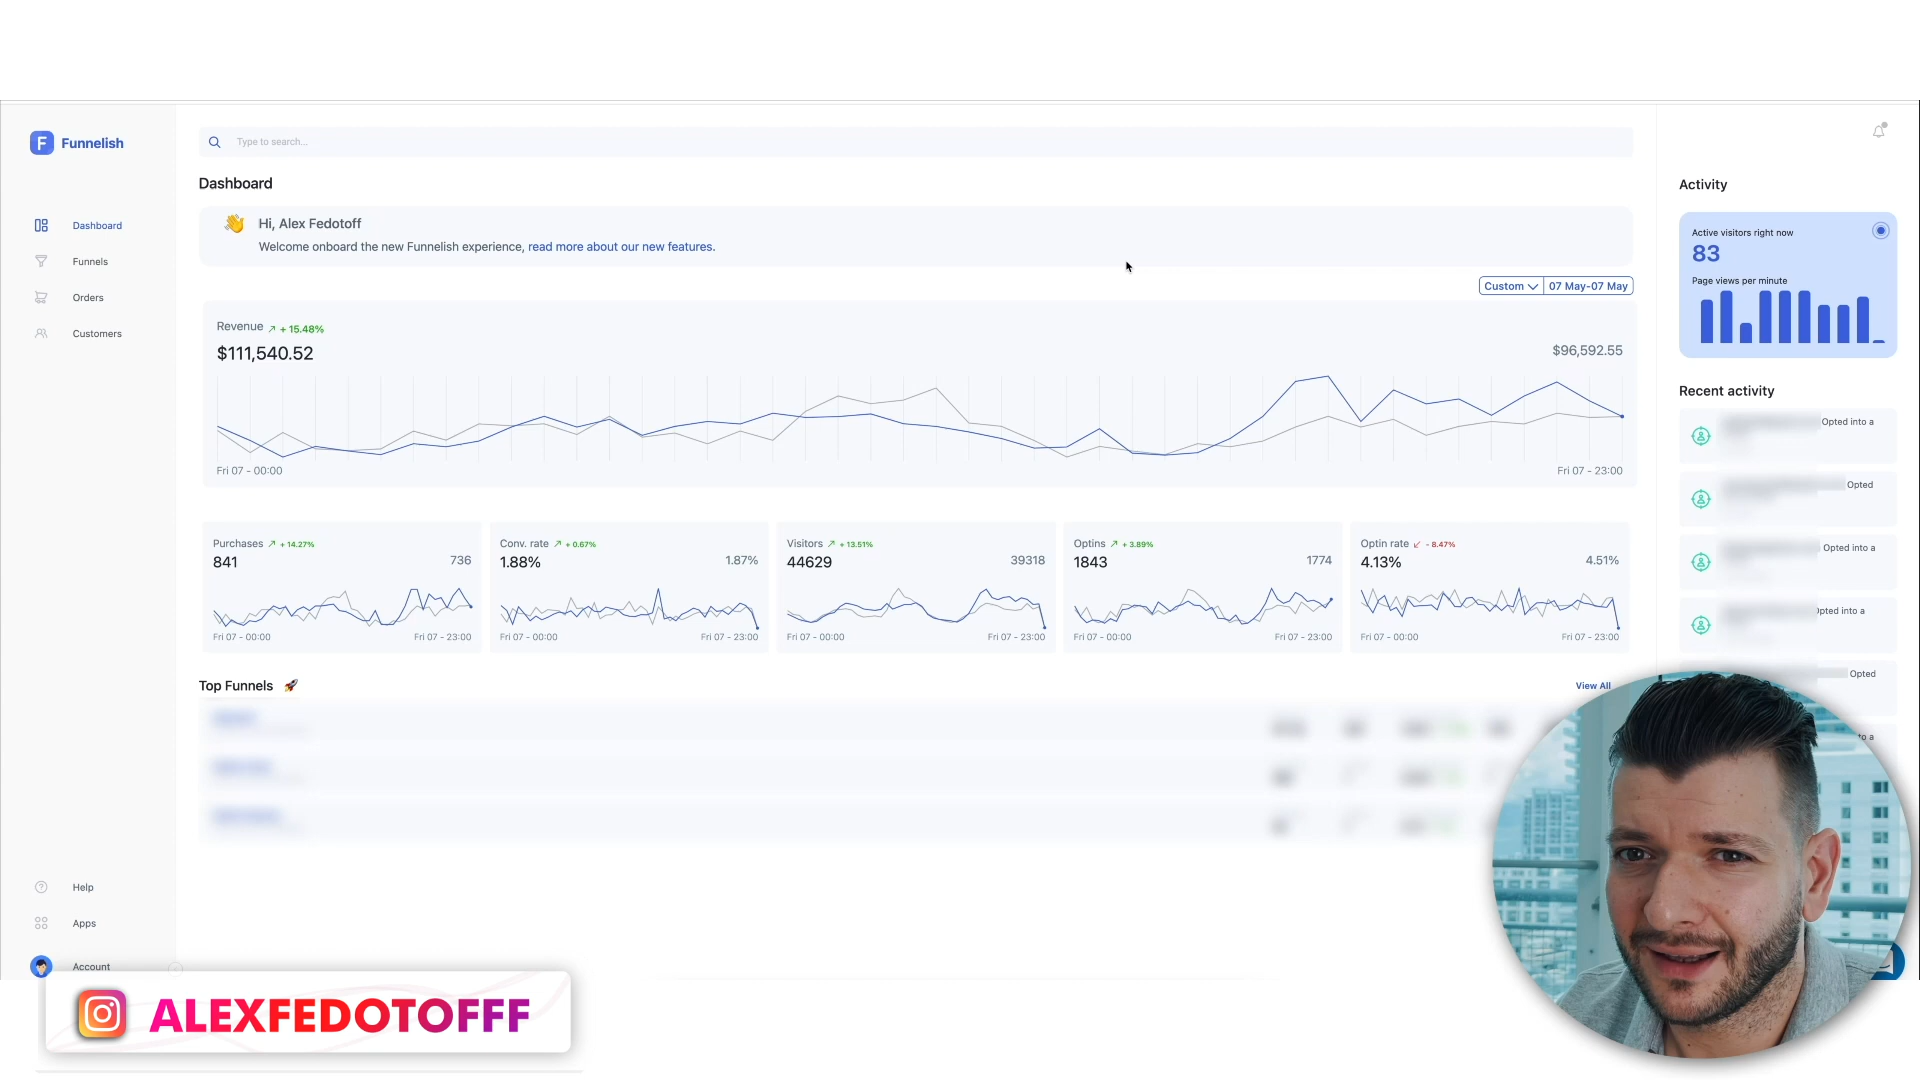 Funnelish
Type to search...
Dashboard
Dashboard
Funnels
Orders
Customers
Hi, Alex Fedotoff
Welcome onboard the new Funnelish experience, read more about our new features.
Custom
07 May-07 May
Revenue + 15.48%
$111,540.52
$96,592.55
Fri 07 - 00:00
Fri 07 - 23:00
Purchases + 14.27%
841
736
Fri 07 - 00:00
Fri 07 - 23:00
Conv. rate + 0.67%
1.88%
1.87%
Fri 07 - 00:00
Fri 07 - 23:00
Visitors + 13.51%
44629
39318
Fri 07 - 00:00
Fri 07 - 23:00
Optins + 3.89%
1843
1774
Fri 07 - 00:00
Fri 07 - 23:00
Optin rate - 8.47%
4.13%
4.51%
Fri 07 - 00:00
Fri 07 - 23:00
Top Funnels
View All
Activity
Active visitors right now
83
Page views per minute
Recent activity
Opted into a
Opted
Opted into a
Opted into a
Opted
to a
Help
Apps
Account
ALEXFEDOTOFFF